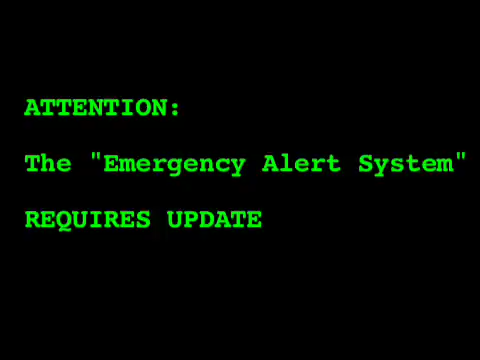 ATTENTION:
The "Emergency Alert System"
REQUIRES UPDATE